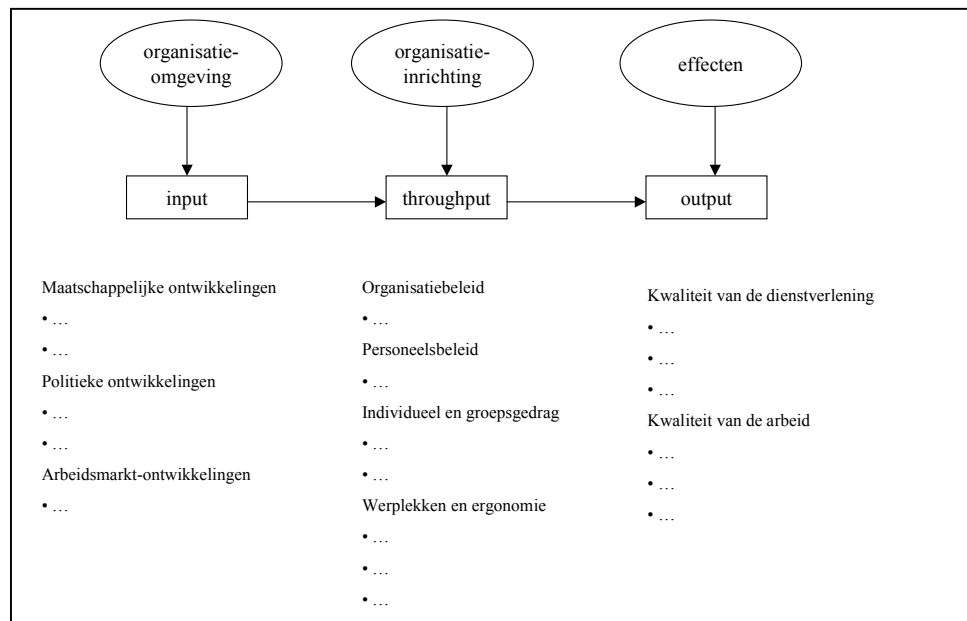 organisatie-
omgeving
organisatie-
inrichting
effecten
input
throughput
output
Maatschappelijke ontwikkelingen
• …
• …
Politieke ontwikkelingen
• …
• …
Arbeidsmarkt-ontwikkelingen
• …
Organisatiebeleid
• …
Personeelsbeleid
• …
Individueel en groepsgedrag
• …
• …
Werplekken en ergonomie
• …
• …
• …
Kwaliteit van de dienstverlening
• …
• …
• …
Kwaliteit van de arbeid
• …
• …
• …